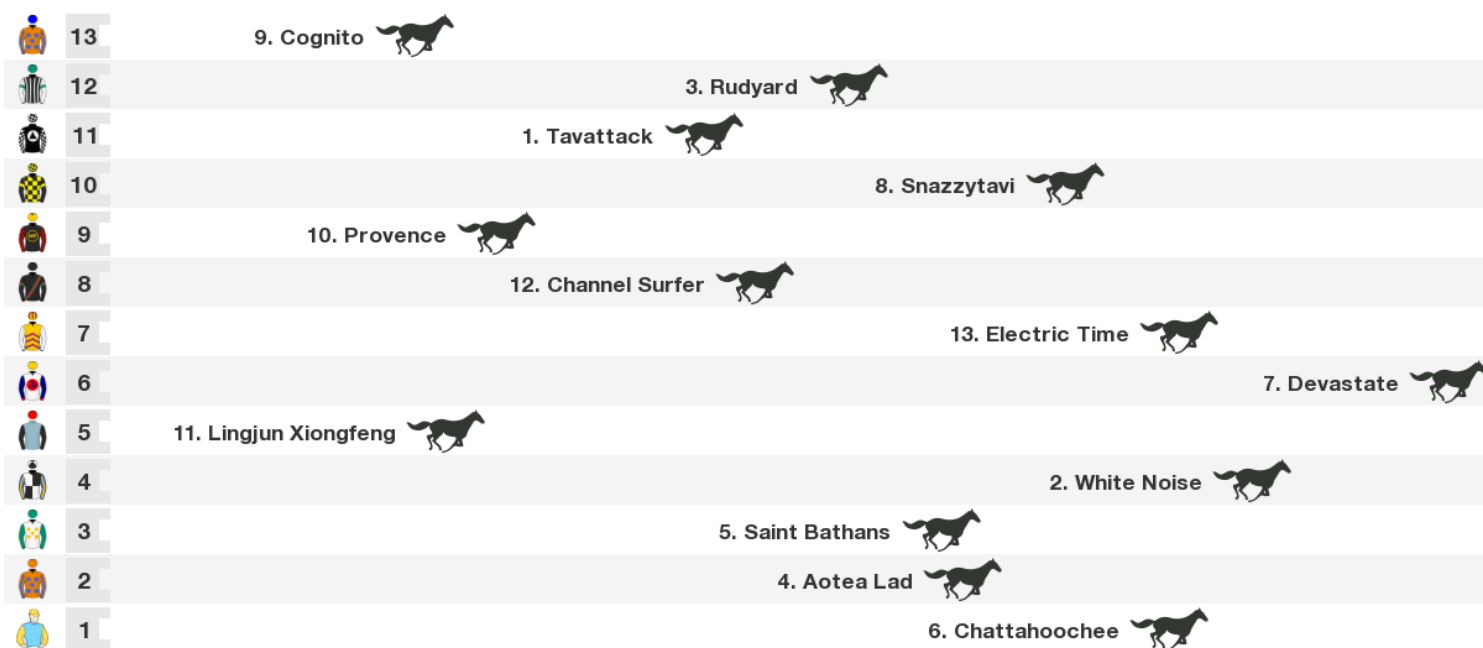 13 9. Cognito
12 3. Rudyard
11 1. Tavattack
10 8. Snazzytavi
9 10. Provence
8 12. Channel Surfer
7 13. Electric Time
6 7. Devastate
5 11. Lingjun Xiongfeng
4 2. White Noise
3 5. Saint Bathans
2 4. Aotea Lad
1 6. Chattahoochee